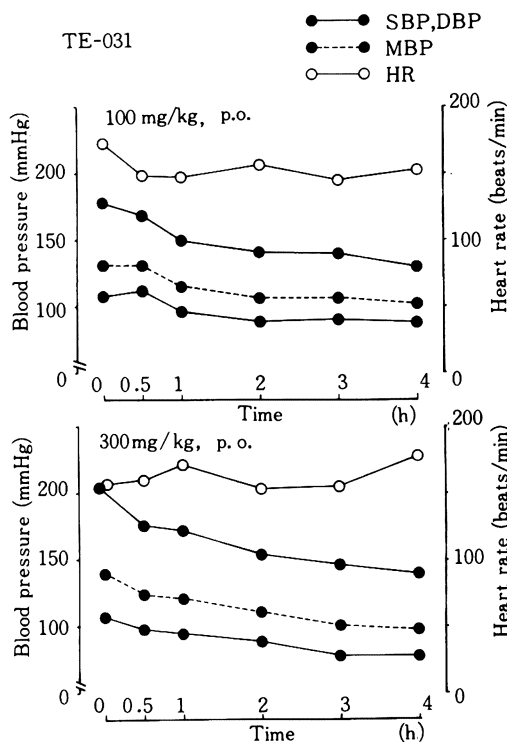 TE-031
SBP,DBP
MBP
HR
100 mg/kg, p.o.
Blood pressure (mmHg)
200
150
100
0
Heart rate (beats/min)
200
100
0
0 0.5 1 2 3 4
Time (h)
300mg/kg, p.o.
Blood pressure (mmHg)
200
150
100
0
Heart rate (beats/min)
200
100
0
0 0.5 1 2 3 4
Time (h)